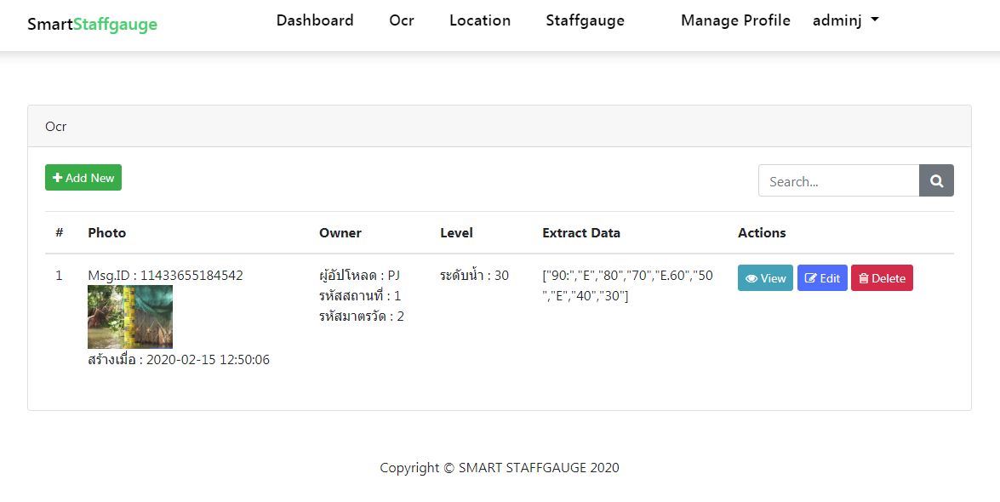 SmartStaffgauge Dashboard Ocr Location Staffgauge Manage Profile adminj
Ocr
Add New Search...
# Photo Owner Level Extract Data Actions
1 Msg.ID : 11433655184542 ผู้อัปโหลด : PJ ระดับน้ำ : 30 ["90:","E","80","70","E.60","50 View Edit Delete
รหัสสถานที่ : 1 ","E","40","30"]
รหัสมาตรวัด : 2
สร้างเมื่อ : 2020-02-15 12:50:06
Copyright © SMART STAFFGAUGE 2020